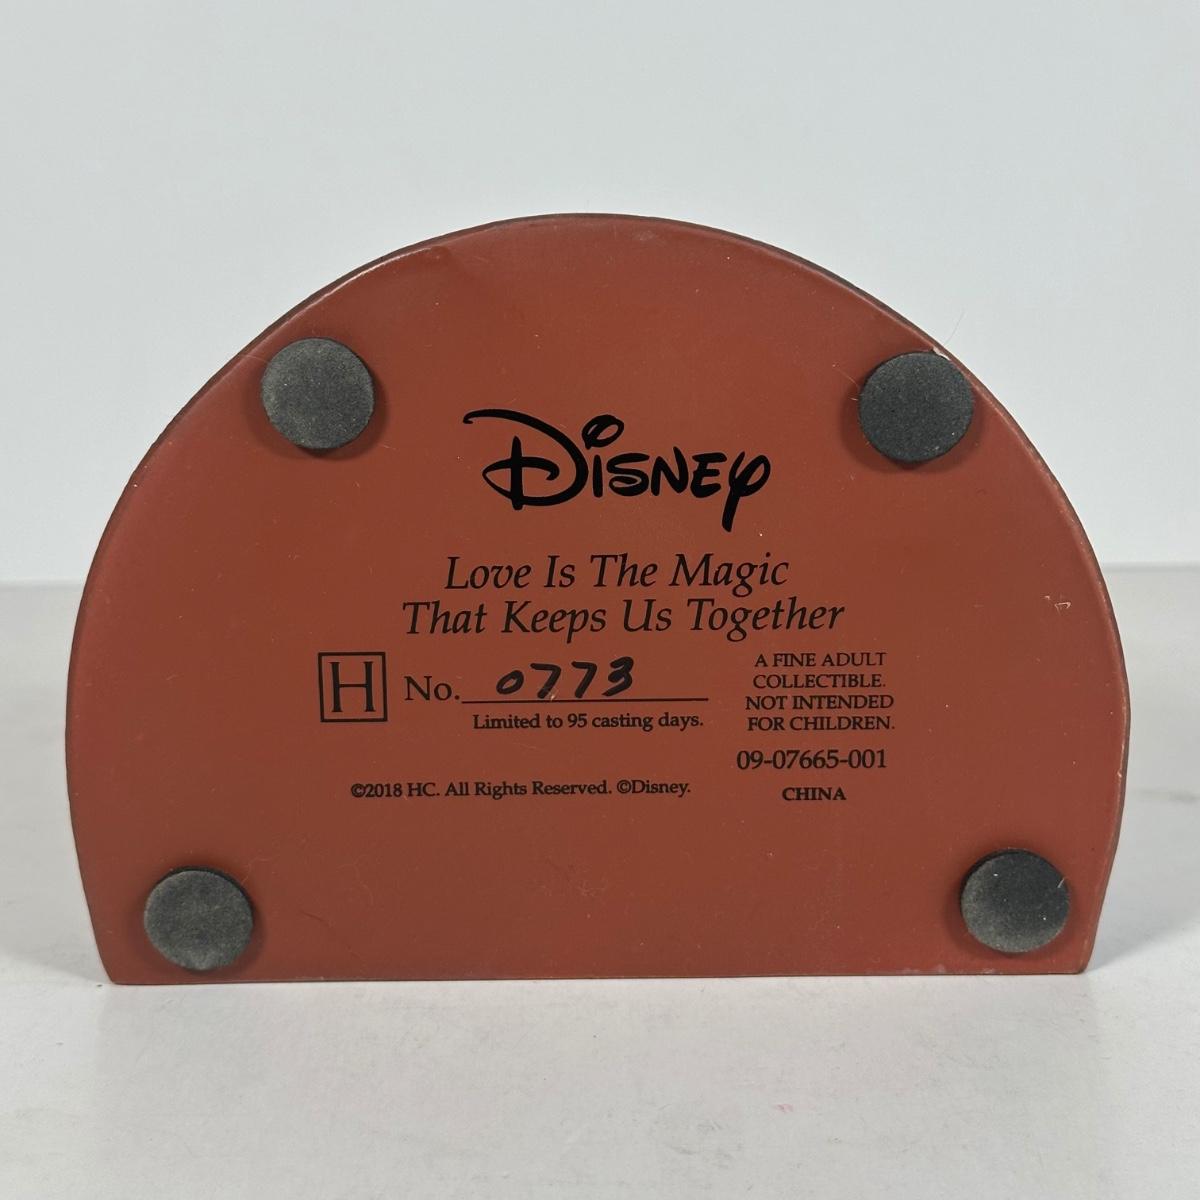 Disney
Love Is The Magic
That Keeps Us Together
H No. 0773
Limited to 95 casting days.
A FINE ADULT
COLLECTIBLE.
NOT INTENDED
FOR CHILDREN.
09-07665-001
©2018 HC. All Rights Reserved. ©Disney.
CHINA